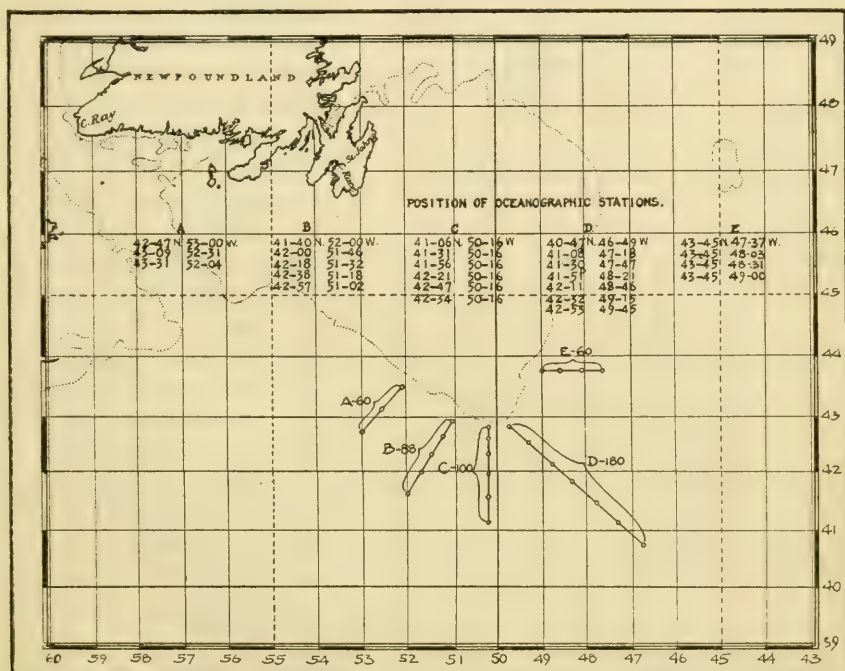 49
NEWFOUNDLAND
48
C. Ray
St. Johns
C. Race
47
POSITION OF OCEANOGRAPHIC STATIONS.
46
A
42-47 N. 53-00 W.
43-09 52-31
43-31 52-04
B
41-40 N. 52-00 W.
42-00 51-46
42-18 51-32
42-38 51-18
42-57 51-02
C
41-06 N. 50-16 W
41-31 50-16
41-56 50-16
42-21 50-16
42-47 50-16
42-34 50-16
D
40-47 N. 46-49 W
41-08 47-18
41-30 47-47
41-51 48-21
42-11 48-46
42-32 49-15
42-55 49-45
E
43-45 N. 47-37 W.
43-45 48-03
43-45 48-31
43-45 49-00
45
E-60
44
A-60
43
B-88
C-100
D-180
42
41
40
39
60 59 58 57 56 55 54 53 52 51 50 49 48 47 46 45 44 43